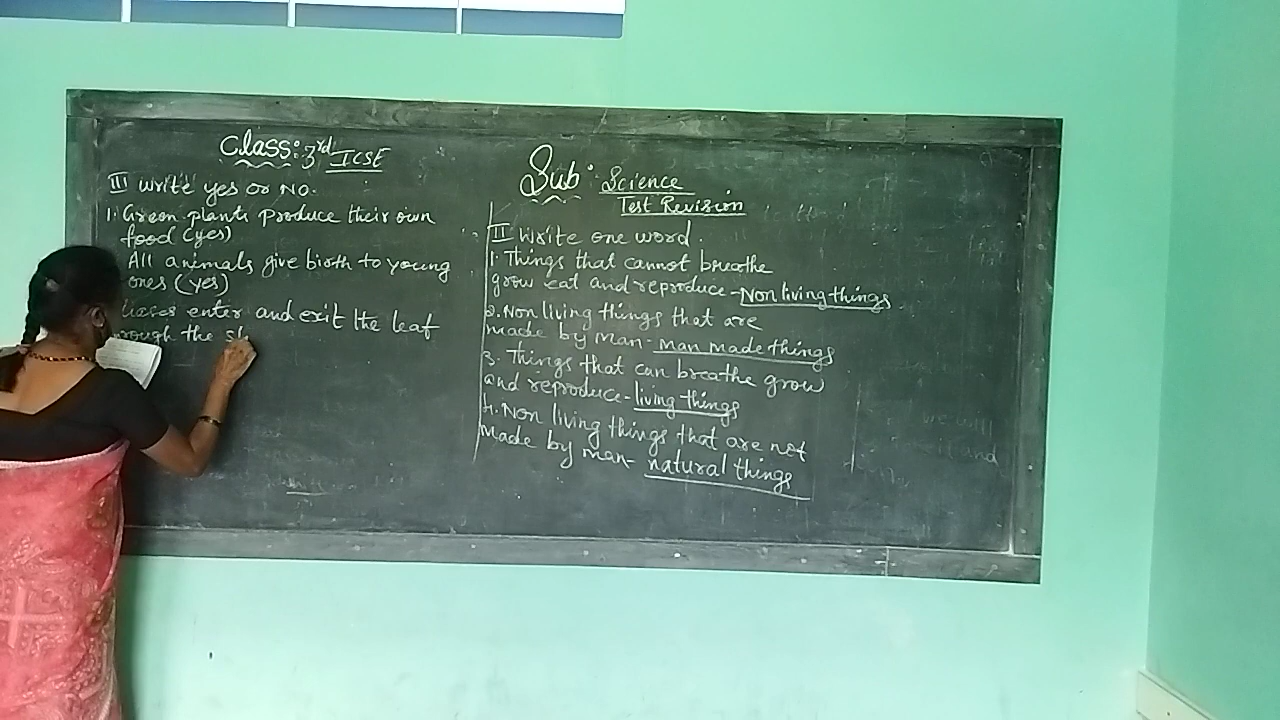 Class: 3rd ICSE
III Write yes or No.
1. Green plants produce their own
food (yes)
All animals give birth to young
ones (yes)
Gases enter and exit the leaf
through the st
Sub: Science
Test Revision
II Write one word.
1. Things that cannot breathe
grow eat and reproduce - Non living things
2. Non living things that are
made by man - man made things
3. Things that can breathe grow
and reproduce - living things
4. Non living things that are not
made by man - natural things